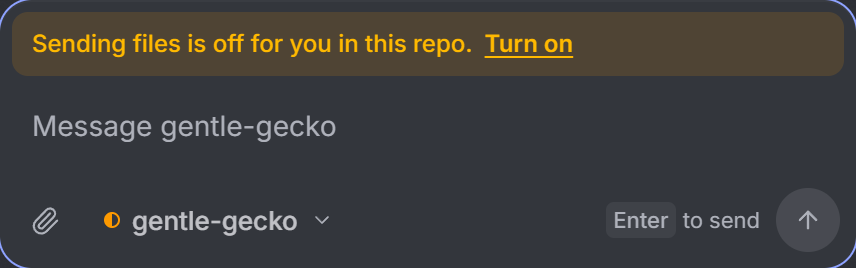 Sending files is off for you in this repo. Turn on
Message gentle-gecko
gentle-gecko
Enter to send